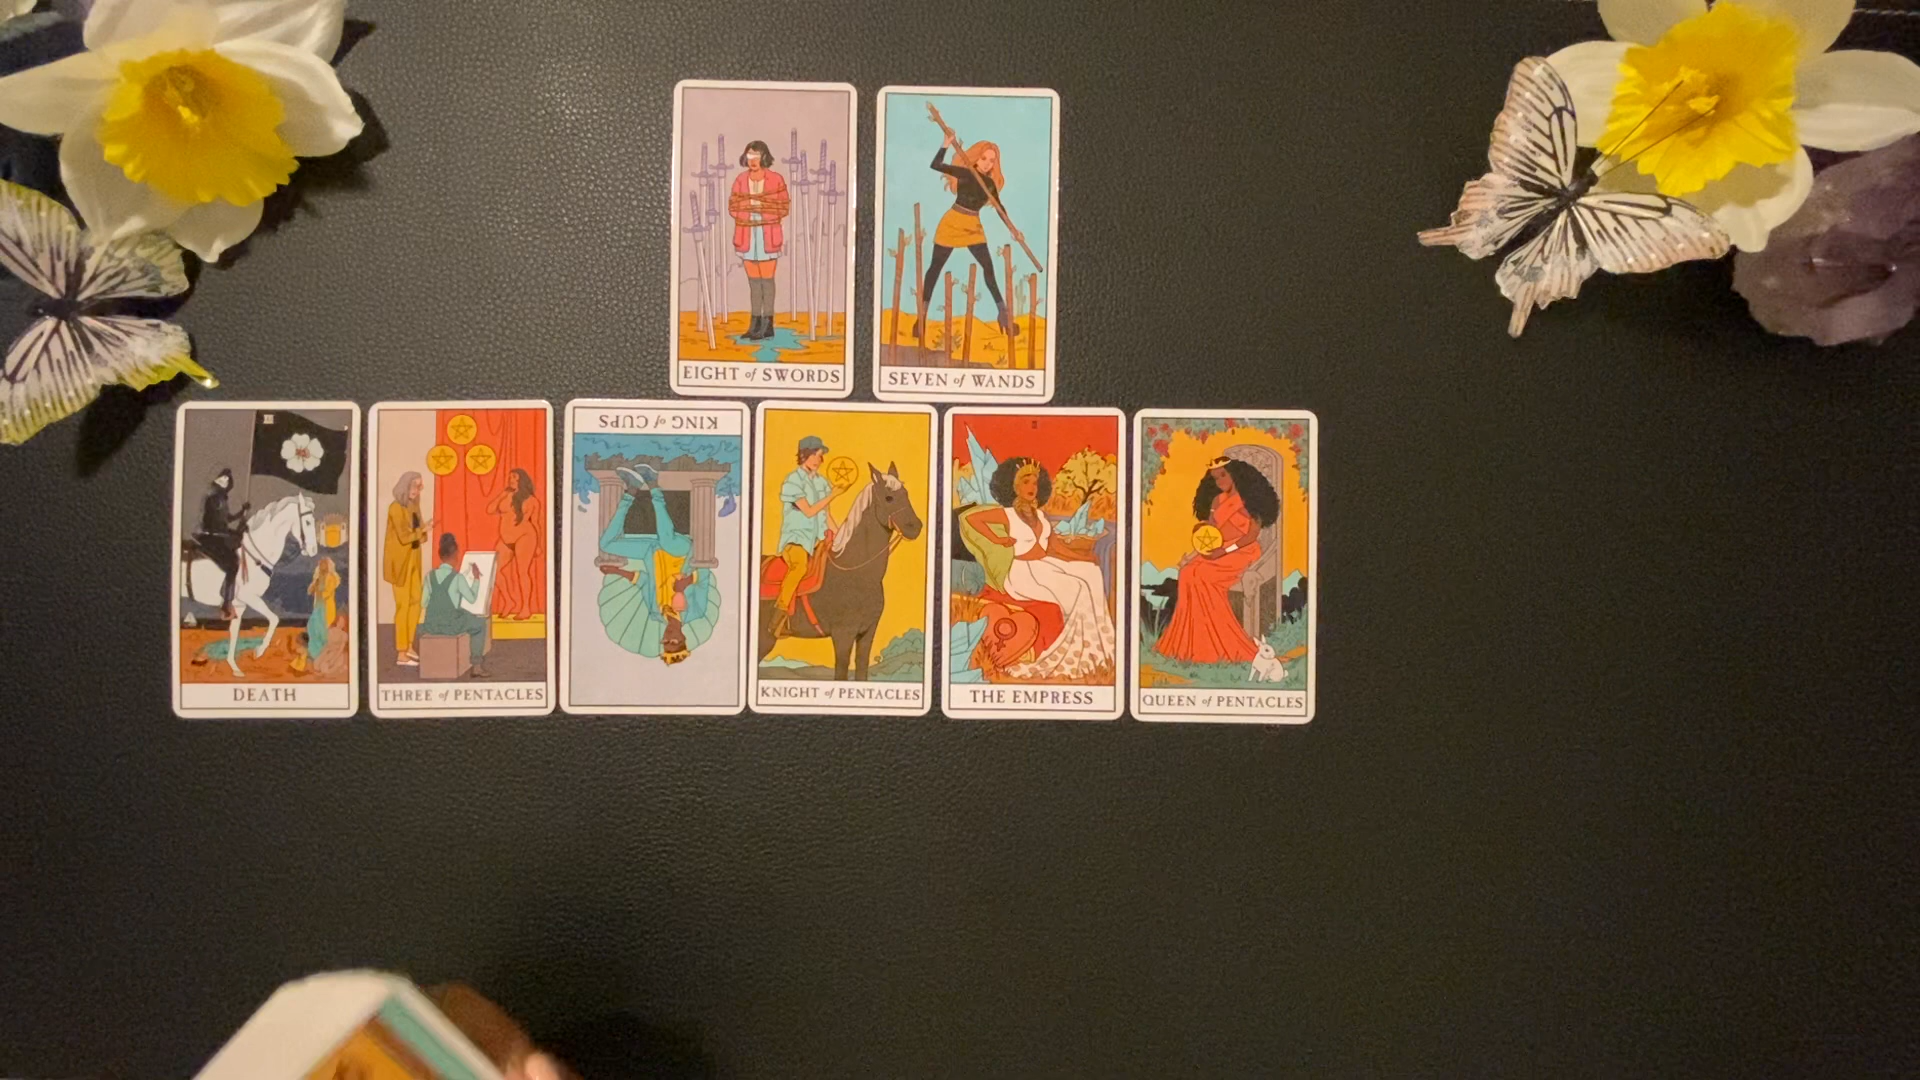 EIGHT of SWORDS
SEVEN of WANDS
XIII
DEATH
THREE of PENTACLES
KING of CUPS
KNIGHT of PENTACLES
THE EMPRESS
QUEEN of PENTACLES